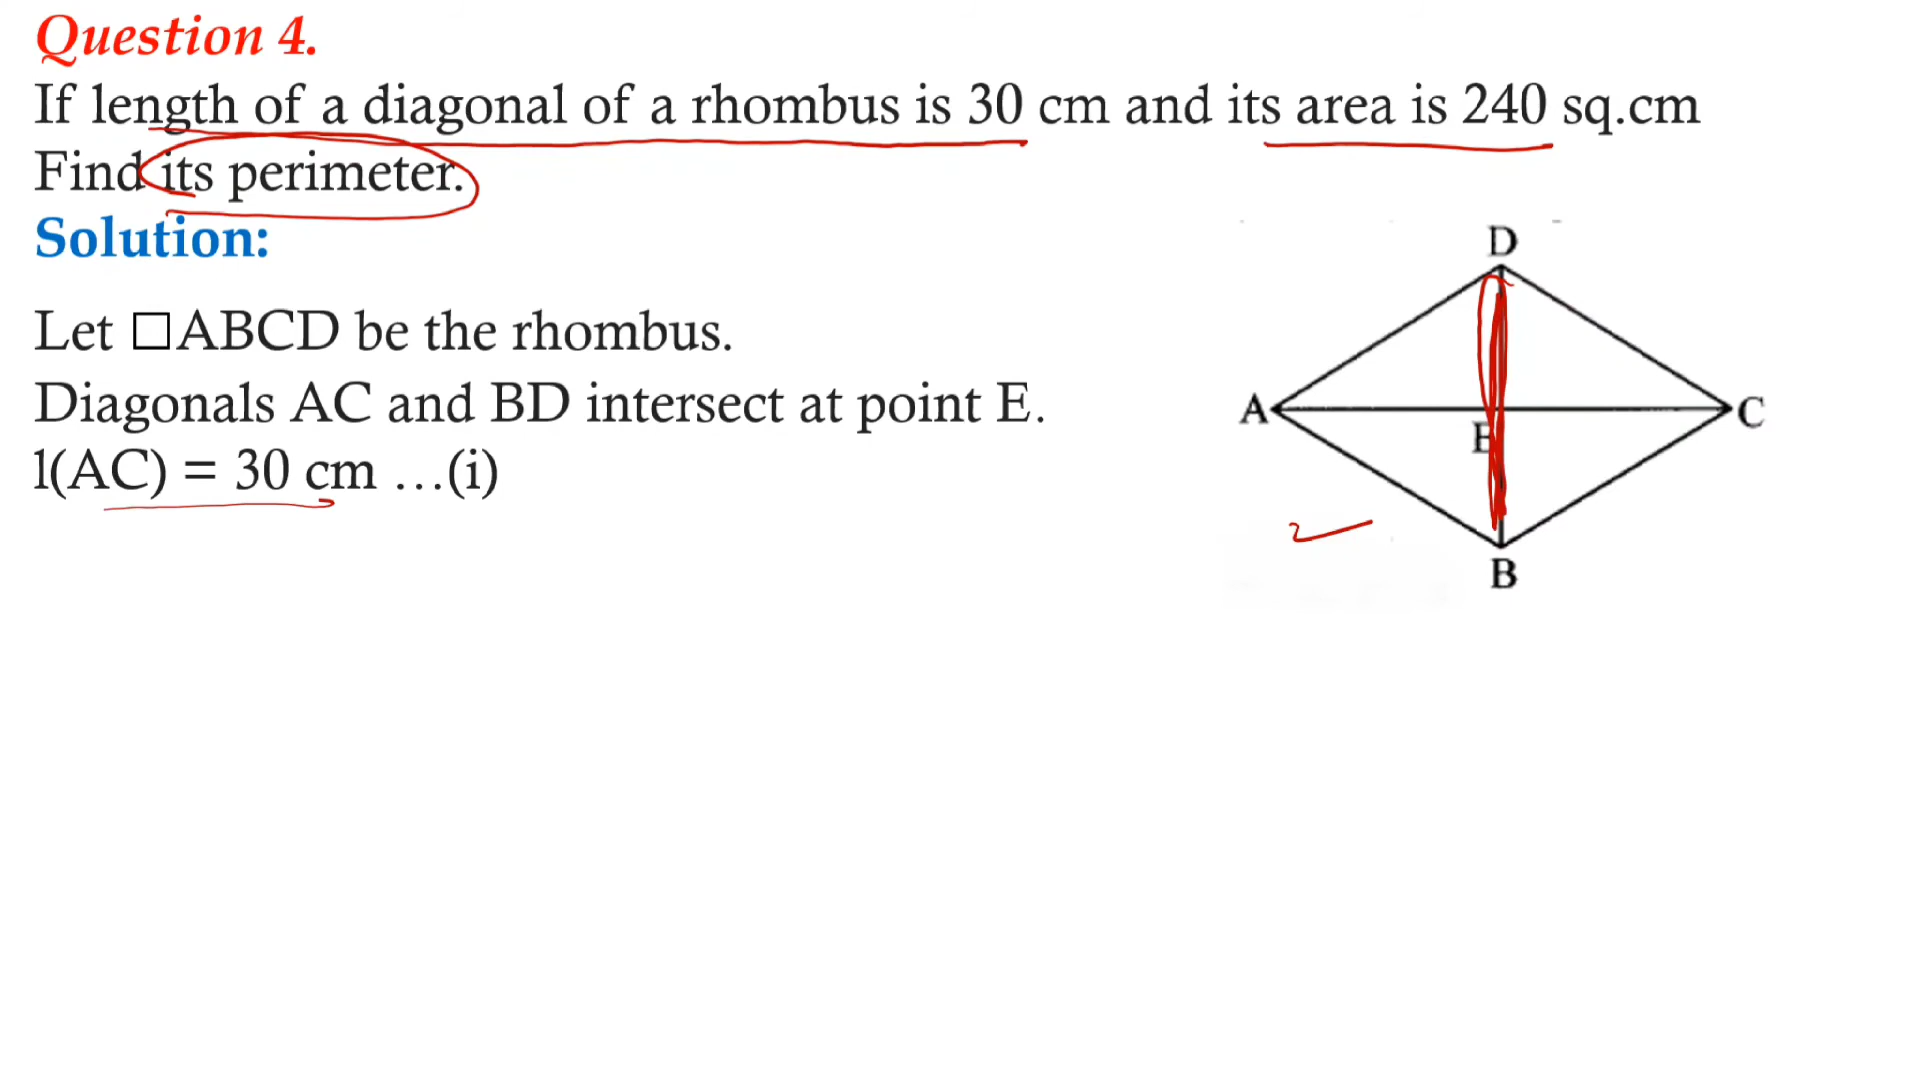 Question 4.
If length of a diagonal of a rhombus is 30 cm and its area is 240 sq.cm
Find its perimeter.
Solution:
Let □ABCD be the rhombus.
Diagonals AC and BD intersect at point E.
l(AC) = 30 cm …(i)
D
A
C
E
B